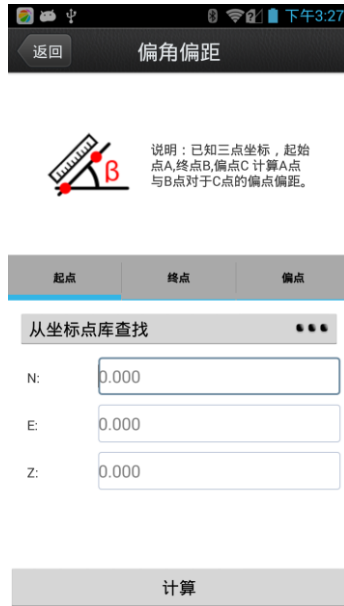 下午3:27
返回
偏角偏距
β
说明：已知三点坐标，起始
点A,终点B,偏点C 计算A点
与B点对于C点的偏点偏距。
起点 终点 偏点
从坐标点库查找
N: 0.000
E: 0.000
Z: 0.000
计算